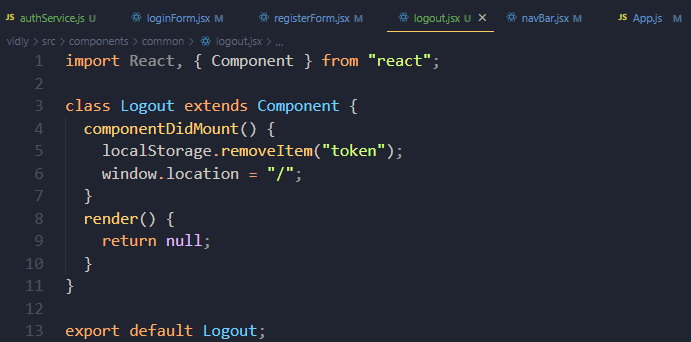 JS authService.js U loginForm.jsx M registerForm.jsx M logout.jsx U × navBar.jsx M JS App.js M
vidly > src > components > common > logout.jsx > ...
1 import React, { Component } from "react";
2
3 class Logout extends Component {
4 componentDidMount() {
5 localStorage.removeItem("token");
6 window.location = "/";
7 }
8 render() {
9 return null;
10 }
11 }
12
13 export default Logout;